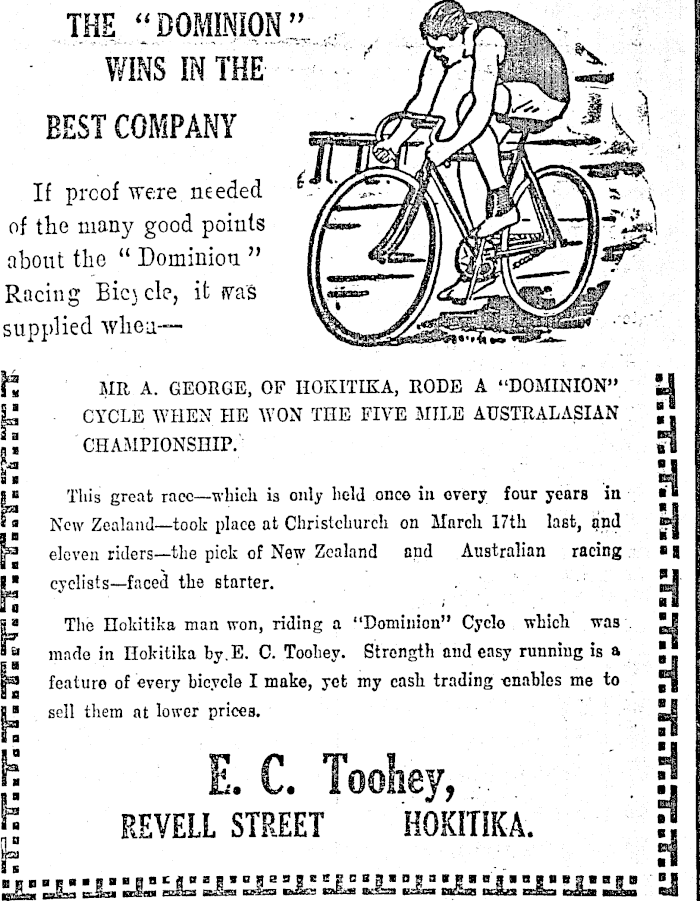 THE "DOMINION"
WINS IN THE
BEST COMPANY
If proof were needed
of the many good points
about the "Dominion"
Racing Bicycle, it was
supplied when—
MR A. GEORGE, OF HOKITIKA, RODE A "DOMINION"
CYCLE WHEN HE WON THE FIVE MILE AUSTRALASIAN
CHAMPIONSHIP.
This great race—which is only held once in every four years in
New Zealand—took place at Christchurch on March 17th last, and
eleven riders—the pick of New Zealand and Australian racing
cyclists—faced the starter.
The Hokitika man won, riding a "Dominion" Cycle which was
made in Hokitika by E. C. Toohey. Strength and easy running is a
feature of every bicycle I make, yet my cash trading enables me to
sell them at lower prices.
E. C. Toohey,
REVELL STREET HOKITIKA.